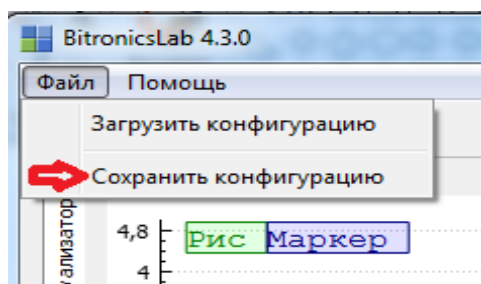 BitronicsLab 4.3.0
Файл Помощь
Загрузить конфигурацию
Сохранить конфигурацию
4,8 Рис Маркер
4